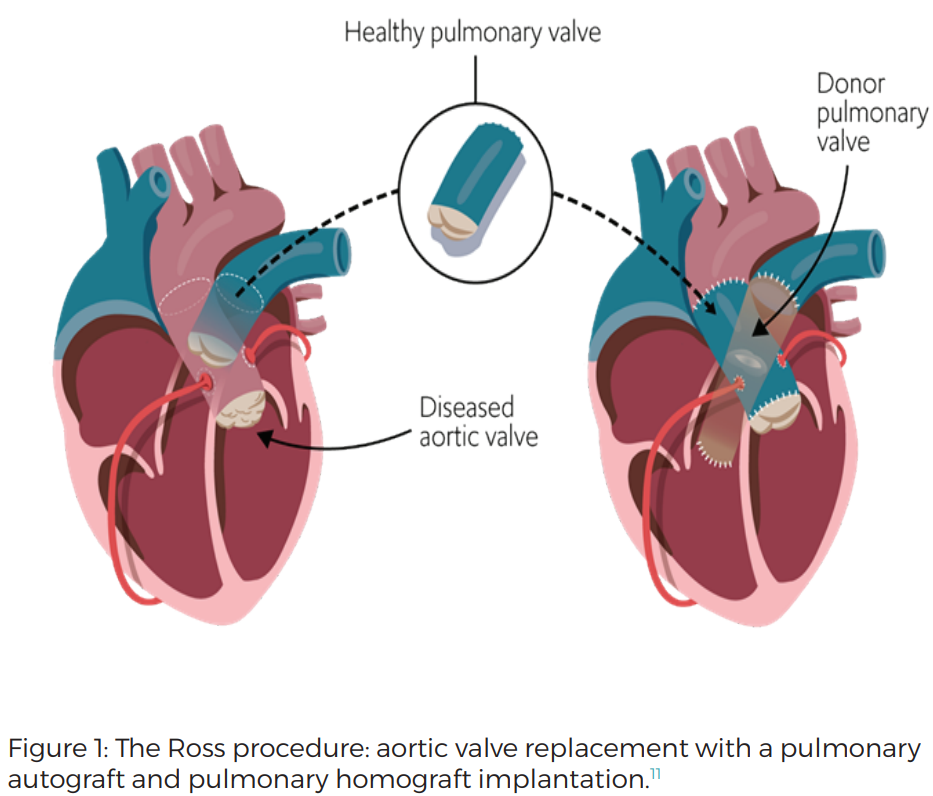 Healthy pulmonary valve
Donor
pulmonary
valve
Diseased
aortic valve
Figure 1: The Ross procedure: aortic valve replacement with a pulmonary
autograft and pulmonary homograft implantation.11